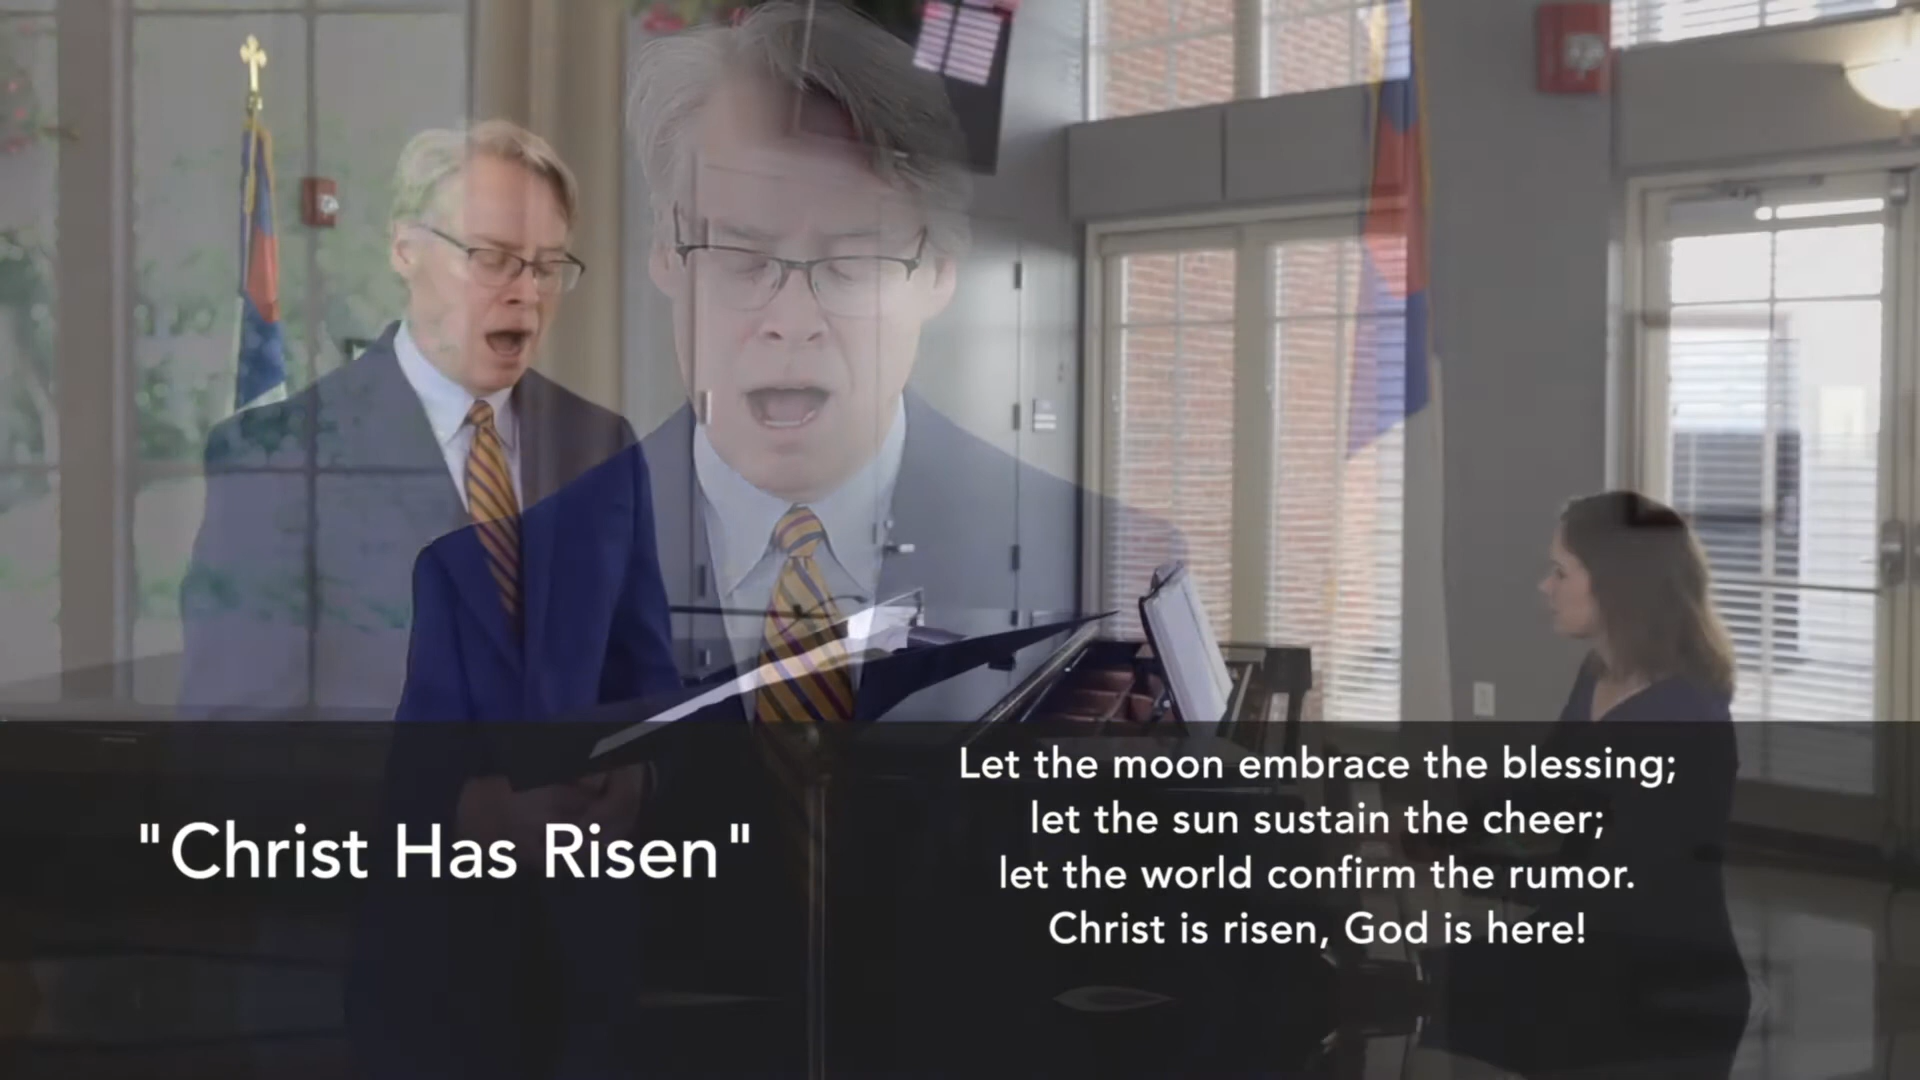 "Christ Has Risen"
Let the moon embrace the blessing;
let the sun sustain the cheer;
let the world confirm the rumor.
Christ is risen, God is here!